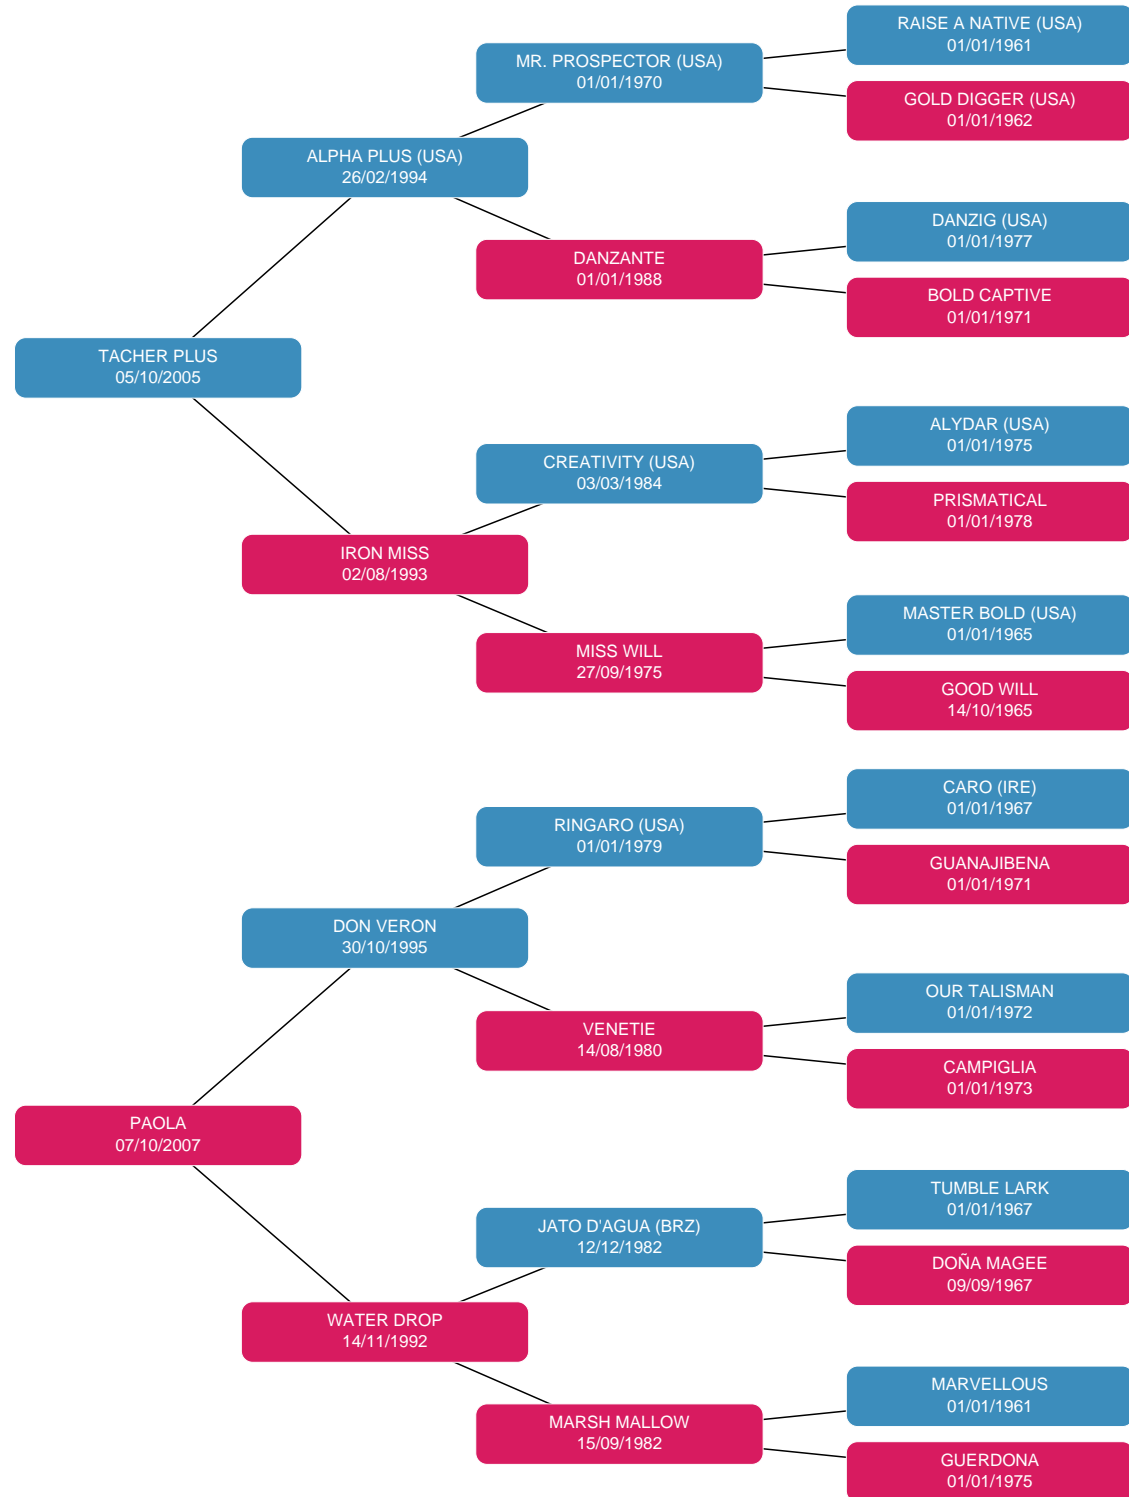 RAISE A NATIVE (USA)
01/01/1961
MR. PROSPECTOR (USA)
01/01/1970
GOLD DIGGER (USA)
01/01/1962
ALPHA PLUS (USA)
26/02/1994
DANZIG (USA)
01/01/1977
DANZANTE
01/01/1988
BOLD CAPTIVE
01/01/1971
TACHER PLUS
05/10/2005
ALYDAR (USA)
01/01/1975
CREATIVITY (USA)
03/03/1984
PRISMATICAL
01/01/1978
IRON MISS
02/08/1993
MASTER BOLD (USA)
01/01/1965
MISS WILL
27/09/1975
GOOD WILL
14/10/1965
CARO (IRE)
01/01/1967
RINGARO (USA)
01/01/1979
GUANAJIBENA
01/01/1971
DON VERON
30/10/1995
OUR TALISMAN
01/01/1972
VENETIE
14/08/1980
CAMPIGLIA
01/01/1973
PAOLA
07/10/2007
TUMBLE LARK
01/01/1967
JATO D'AGUA (BRZ)
12/12/1982
DOÑA MAGEE
09/09/1967
WATER DROP
14/11/1992
MARVELLOUS
01/01/1961
MARSH MALLOW
15/09/1982
GUERDONA
01/01/1975